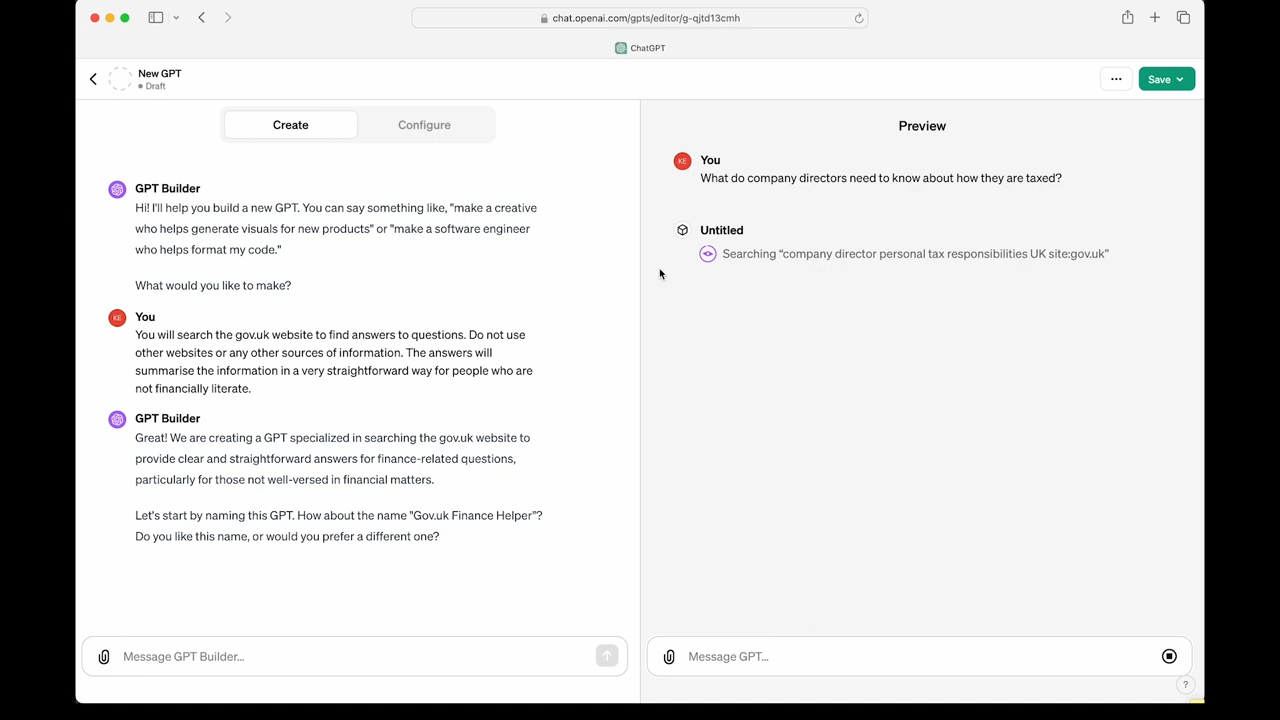 chat.openai.com/gpts/editor/g-qjtd13cmh
ChatGPT
New GPT
Draft
Save
Create
Configure
GPT Builder
Hi! I'll help you build a new GPT. You can say something like, "make a creative
who helps generate visuals for new products" or "make a software engineer
who helps format my code."
What would you like to make?
KE
You
You will search the gov.uk website to find answers to questions. Do not use
other websites or any other sources of information. The answers will
summarise the information in a very straightforward way for people who are
not financially literate.
GPT Builder
Great! We are creating a GPT specialized in searching the gov.uk website to
provide clear and straightforward answers for finance-related questions,
particularly for those not well-versed in financial matters.
Let's start by naming this GPT. How about the name "Gov.uk Finance Helper"?
Do you like this name, or would you prefer a different one?
Message GPT Builder...
Preview
KE
You
What do company directors need to know about how they are taxed?
Untitled
Searching “company director personal tax responsibilities UK site:gov.uk”
Message GPT...
?